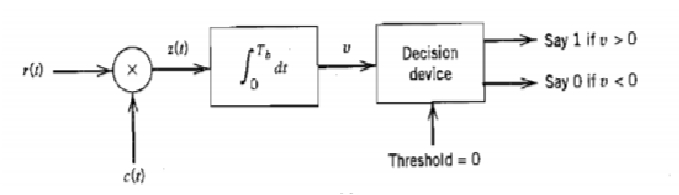 r(t)
×
z(t)
∫₀^{T_b} dt
v
Decision
device
Say 1 if v > 0
Say 0 if v < 0
Threshold = 0
c(t)